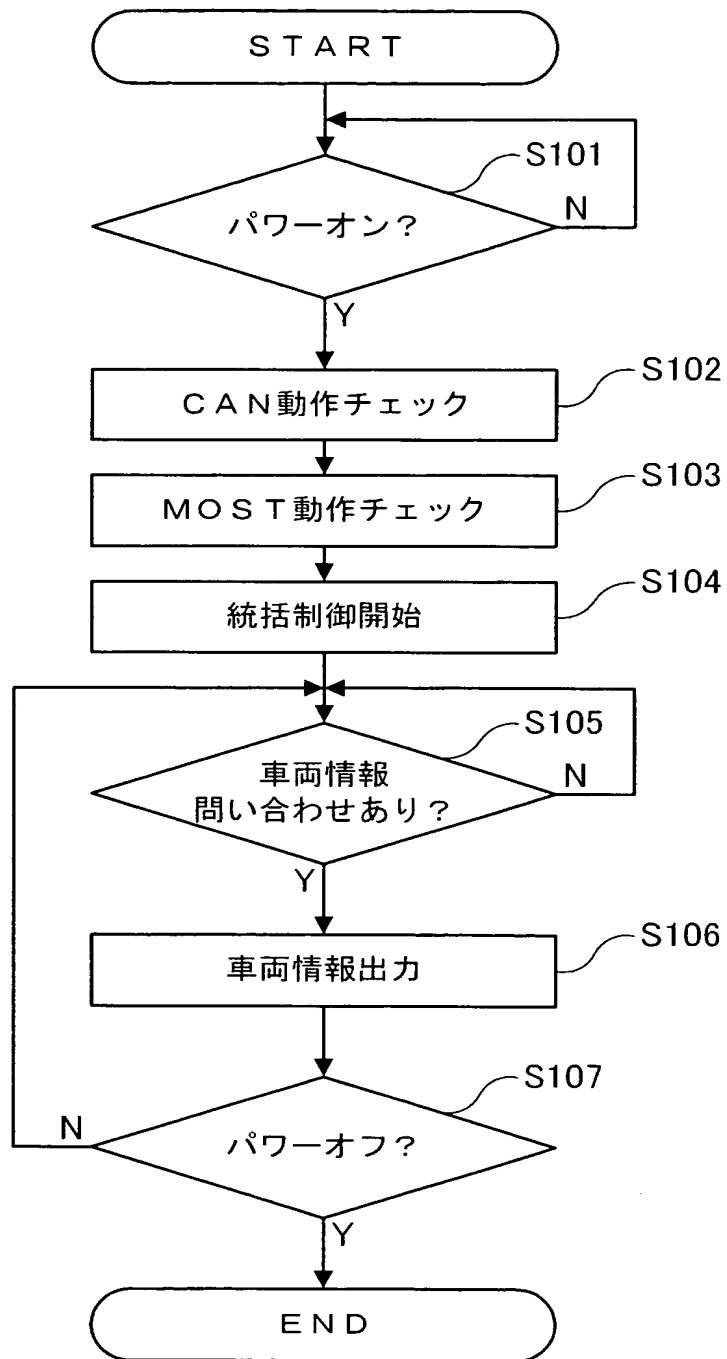 START
S101
パワーオン?
N
Y
S102
CAN動作チェック
S103
MOST動作チェック
S104
統括制御開始
S105
車両情報
問い合わせあり?
N
Y
S106
車両情報出力
S107
パワーオフ?
N
Y
END